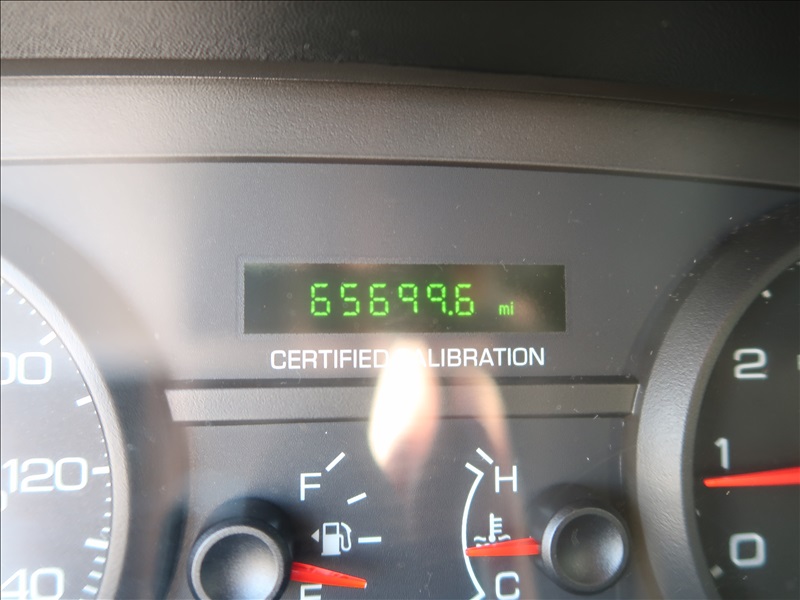 65699.6 mi
CERTIFIED CALIBRATION
2
120
F
H
1
0
E
C